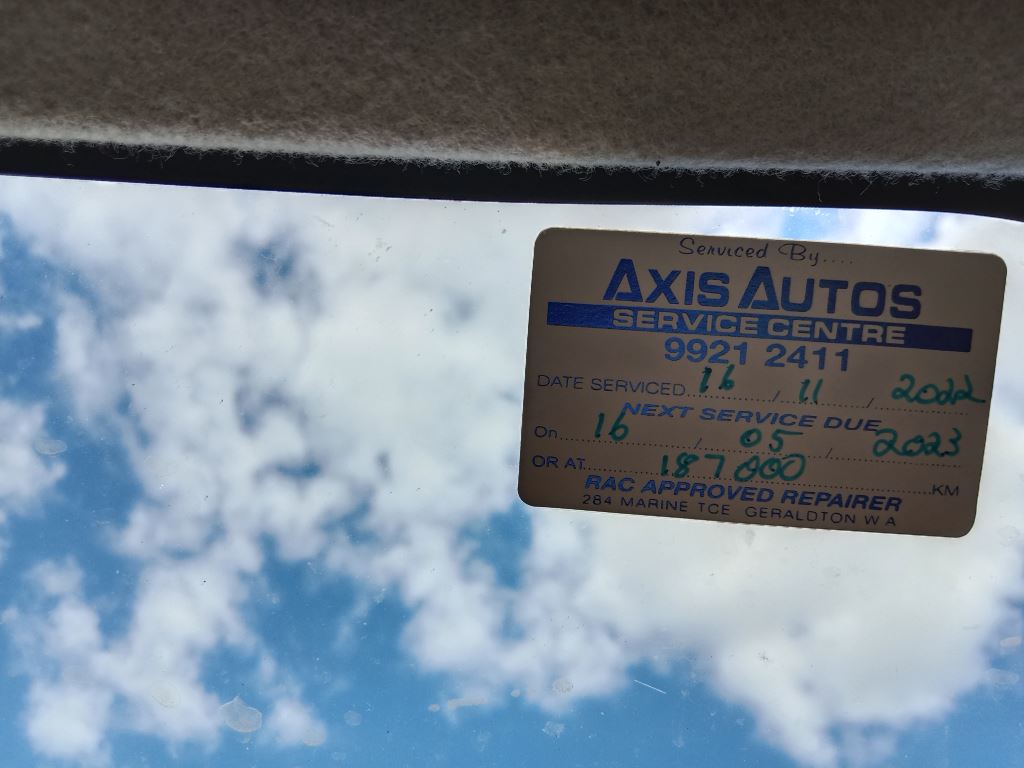 Serviced By....
AXIS AUTOS
SERVICE CENTRE
9921 2411
DATE SERVICED 16 / 11 / 2022
NEXT SERVICE DUE
On 16 / 05 / 2023
OR AT 187000 KM
RAC APPROVED REPAIRER
284 MARINE TCE GERALDTON W A